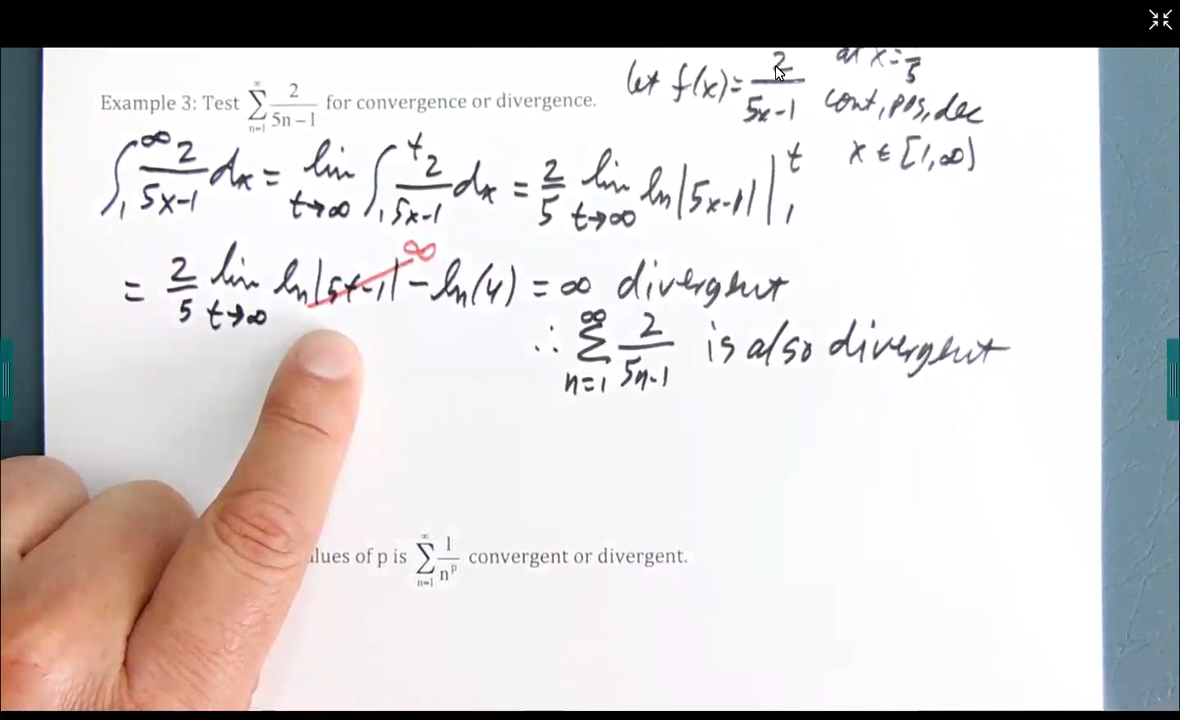 let f(x)=2/(5x-1) at x=1/5
Example 3: Test ∑_{n=1}^{∞} 2/(5n−1) for convergence or divergence.
cont, pos, dec
x ∈ [1,∞)
∫_1^∞ 2/(5x-1) dx = lim_{t→∞} ∫_1^t 2/(5x-1) dx = 2/5 lim_{t→∞} ln|5x-1| |_1^t
= 2/5 lim_{t→∞} ln|5t-1| - ln(4) = ∞ divergent
∞
∴ ∑_{n=1}^{∞} 2/(5n-1) is also divergent
of p is ∑_{n=1}^{∞} 1/n^p convergent or divergent.